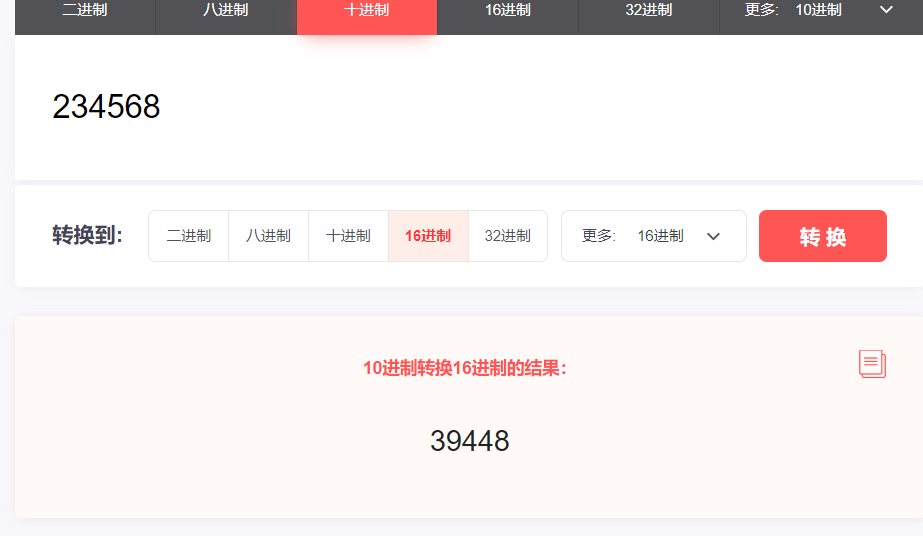 二进制 八进制 十进制 16进制 32进制 更多: 10进制
234568
转换到: 二进制 八进制 十进制 16进制 32进制 更多: 16进制 转 换
10进制转换16进制的结果:
39448